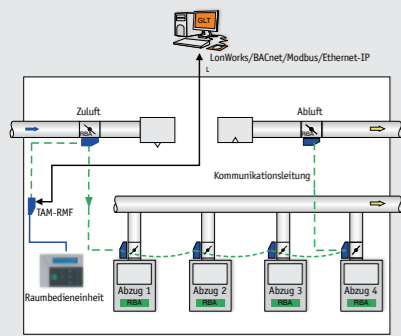 GLT
LonWorks/BACnet/Modbus/Ethernet-IP
L
Zuluft
Abluft
RBA
RBA
Kommunikationsleitung
TAM-RMF
Raumbedieneinheit
Abzug 1
Abzug 2
Abzug 3
Abzug 4
RBA
RBA
RBA
RBA